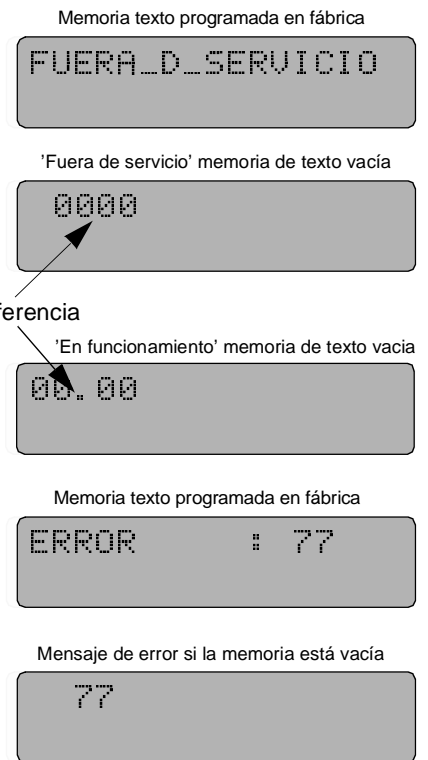 Memoria texto programada en fábrica
FUERA_D_SERVICIO
'Fuera de servicio' memoria de texto vacía
0000
ferencia
'En funcionamiento' memoria de texto vacia
00.00
Memoria texto programada en fábrica
ERROR : 77
Mensaje de error si la memoria está vacía
77